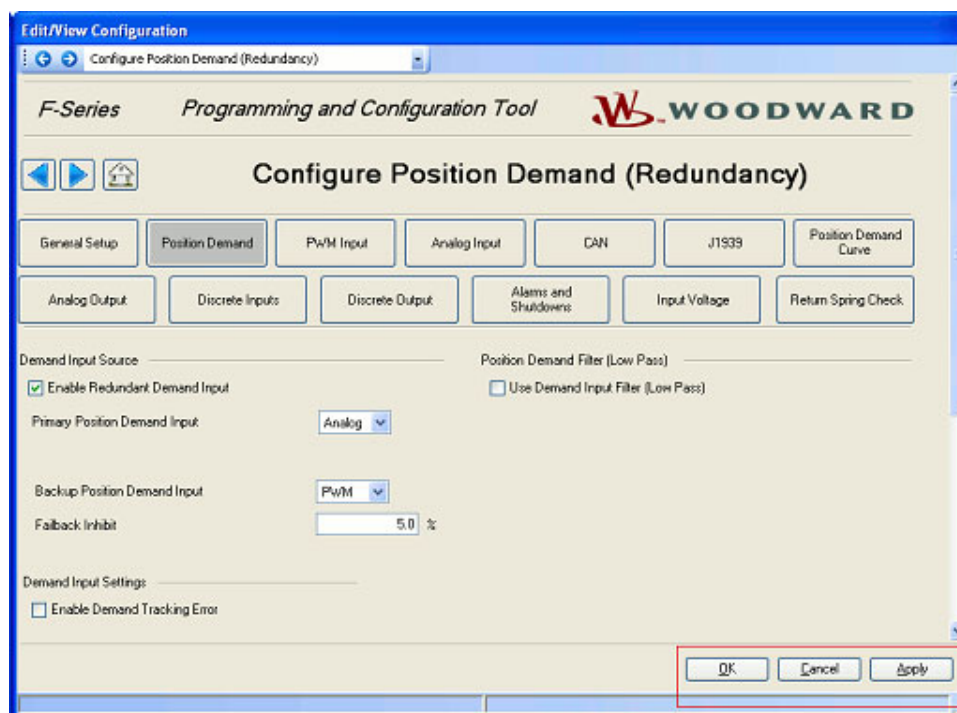 Edit/View Configuration
Configure Position Demand (Redundancy)
F-Series Programming and Configuration Tool WOODWARD
Configure Position Demand (Redundancy)
General Setup
Position Demand
PWM Input
Analog Input
CAN
J1939
Position Demand
Curve
Analog Output
Discrete Inputs
Discrete Output
Alarms and
Shutdowns
Input Voltage
Return Spring Check
Demand Input Source
Enable Redundant Demand Input
Primary Position Demand Input Analog
Backup Position Demand Input PWM
Failback Inhibit 5.0 %
Demand Input Settings
Enable Demand Tracking Error
Position Demand Filter (Low Pass)
Use Demand Input Filter (Low Pass)
OK Cancel Apply